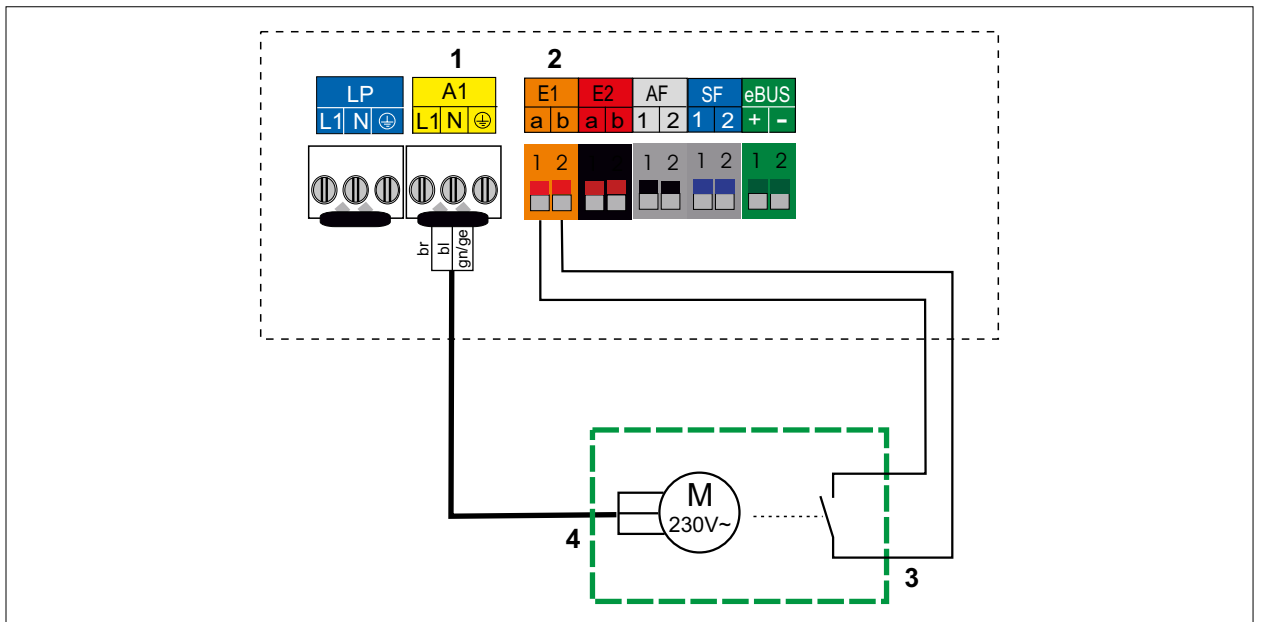 1 2
LP A1 E1 E2 AF SF eBUS
L1 N L1 N a b a b 1 2 1 2 + -
1 2 1 2 1 2 1 2
br bl gn/ge
M
230V~
4
3